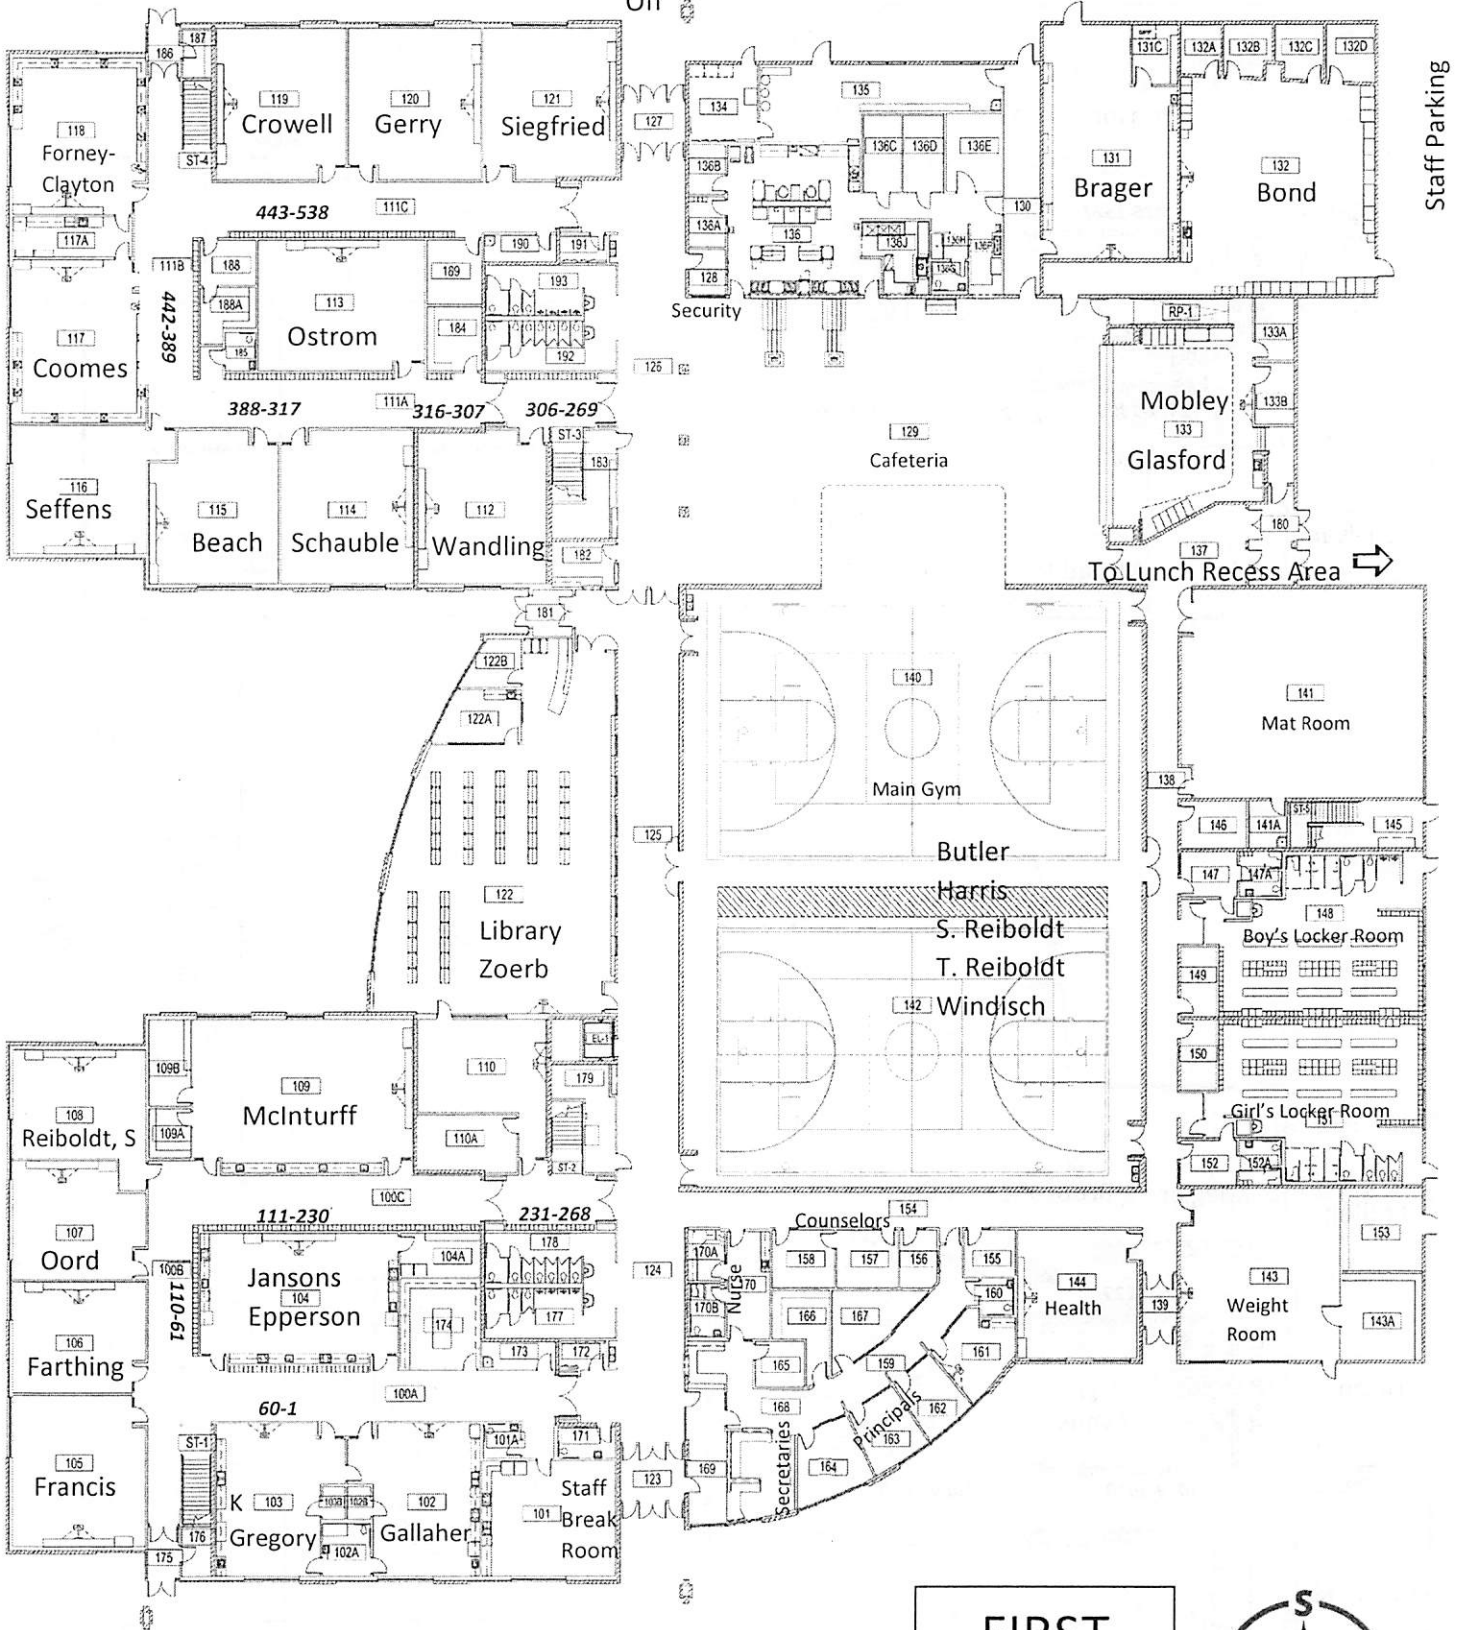 On
186
187
119
Crowell
120
Gerry
121
Siegfried
127
134
135
131C
132A
132B
132C
132D
Staff Parking
118
Forney-
Clayton
ST-4
136B
136C
136D
136E
131
Brager
132
Bond
443-538
111C
117A
136A
136
136J
130
190
191
128
Security
111B
442-389
188
188A
185
113
Ostrom
189
184
193
192
117
Coomes
RP-1
133A
126
388-317
111A
316-307
306-269
Mobley
133
Glasford
133B
129
Cafeteria
ST-3
183
116
Seffens
115
Beach
114
Schauble
112
Wandling
182
180
137
To Lunch Recess Area
181
122B
122A
140
Main Gym
141
Mat Room
138
125
146
141A
ST-5
145
Butler
Harris
S. Reiboldt
T. Reiboldt
142
Windisch
147
147A
148
Boy's Locker Room
149
122
Library
Zoerb
150
Girl's Locker Room
151
152
152A
109B
109
McInturff
109A
110
110A
EL-1
179
ST-2
108
Reiboldt, S
100C
111-230
231-268
154
Counselors
107
Oord
100B
110-61
Jansons
104
Epperson
104A
174
178
177
124
170A
170
Nurse
170B
158
157
156
155
160
144
Health
139
143
Weight
Room
153
143A
106
Farthing
173
172
166
167
165
159
161
100A
60-1
168
162
Principals
163
164
Secretaries
169
105
Francis
ST-1
176
175
K
103
Gregory
103B
102B
102A
102
Gallaher
101A
171
101
Staff
Break
Room
123
FIRST
S